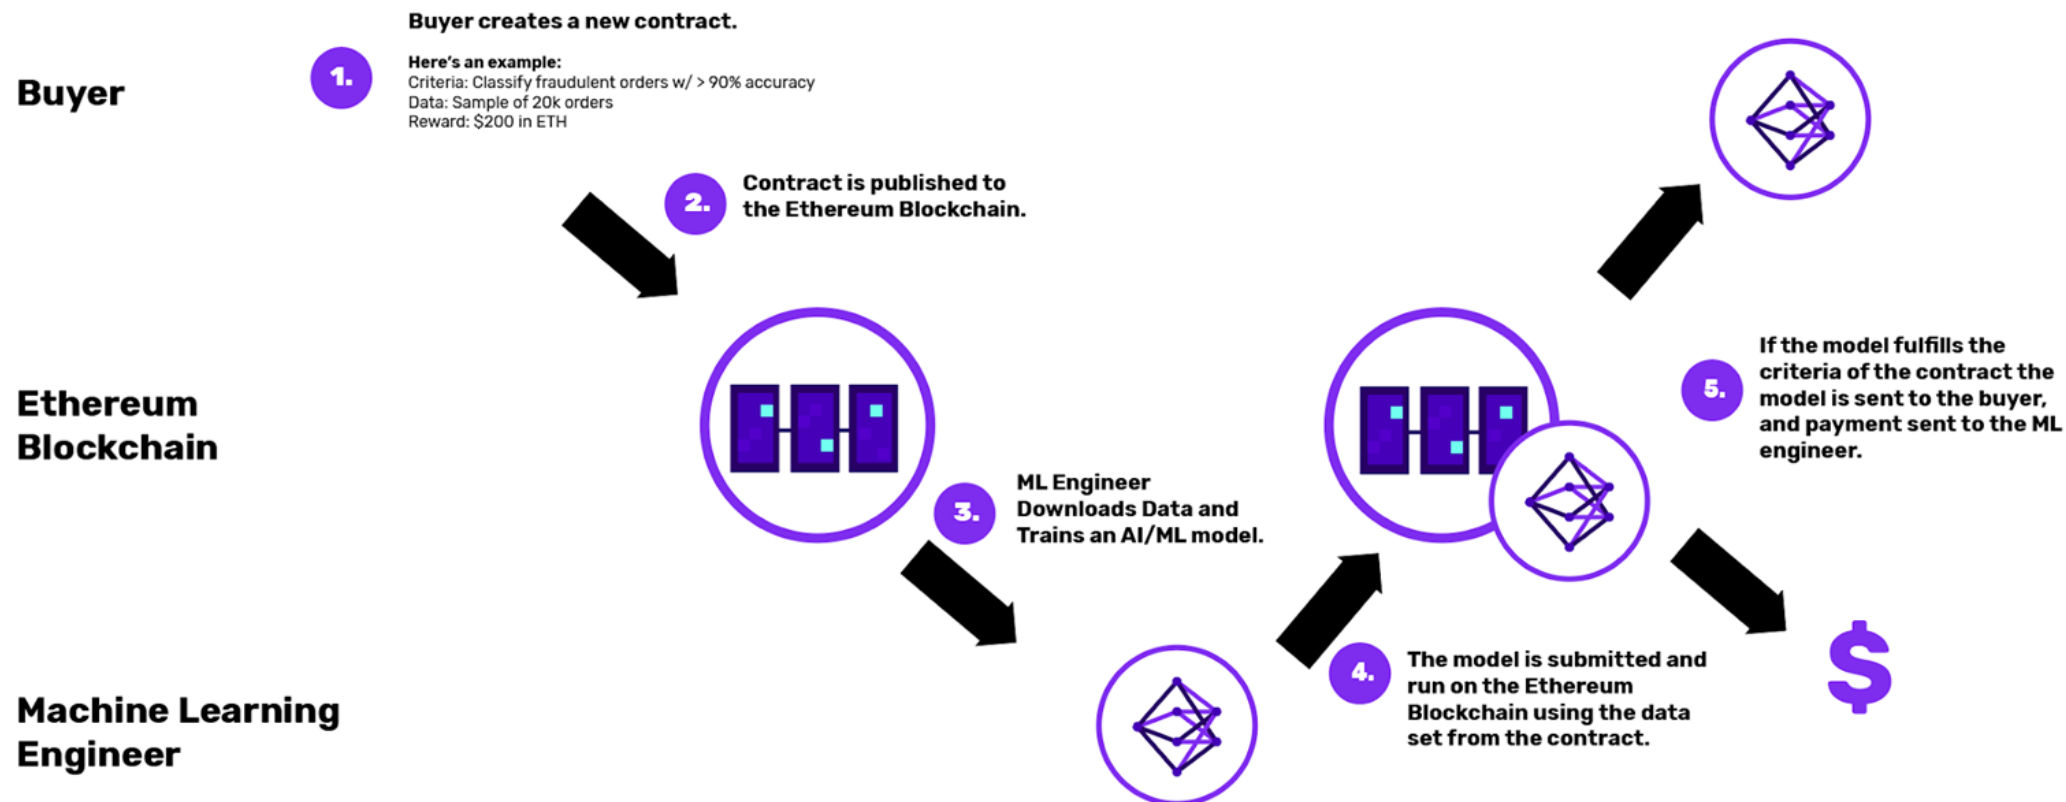 Buyer creates a new contract.
1.
Here's an example:
Criteria: Classify fraudulent orders w/ > 90% accuracy
Data: Sample of 20k orders
Reward: $200 in ETH
Buyer
2.
Contract is published to
the Ethereum Blockchain.
Ethereum
Blockchain
3.
ML Engineer
Downloads Data and
Trains an AI/ML model.
Machine Learning
Engineer
4.
The model is submitted and
run on the Ethereum
Blockchain using the data
set from the contract.
5.
If the model fulfills the
criteria of the contract the
model is sent to the buyer,
and payment sent to the ML
engineer.
$